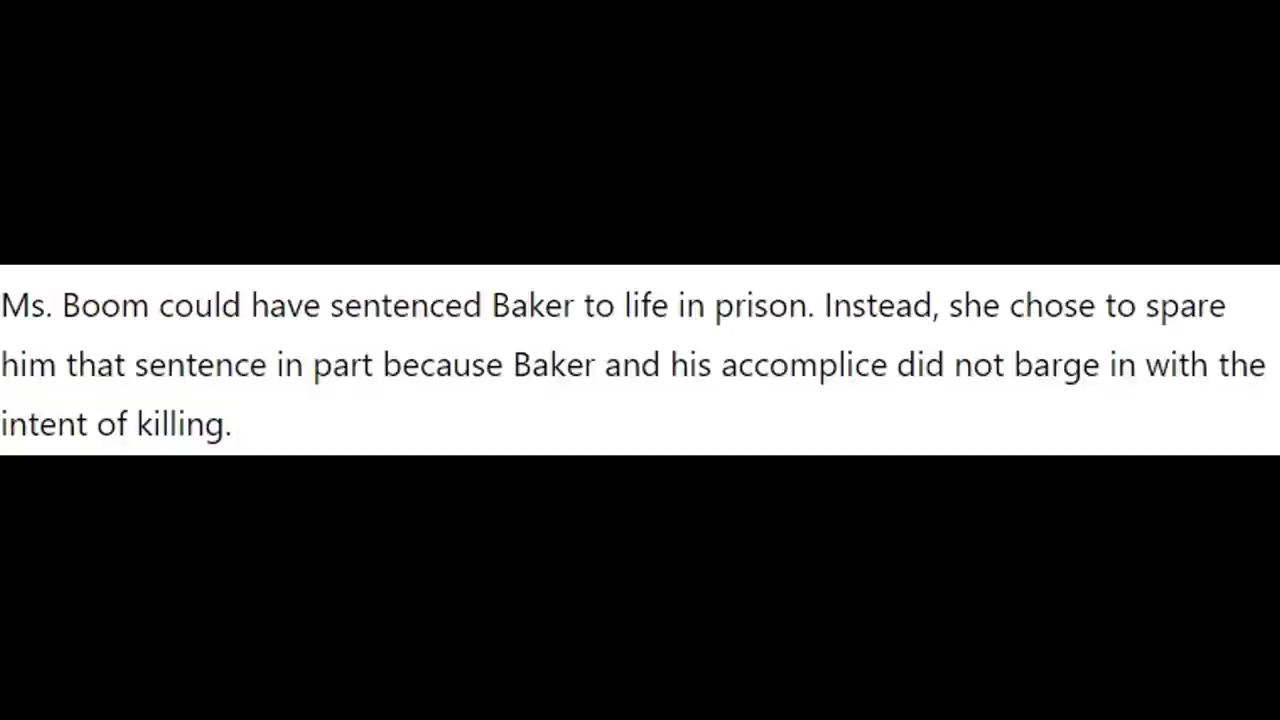 Ms. Boom could have sentenced Baker to life in prison. Instead, she chose to spare
him that sentence in part because Baker and his accomplice did not barge in with the
intent of killing.